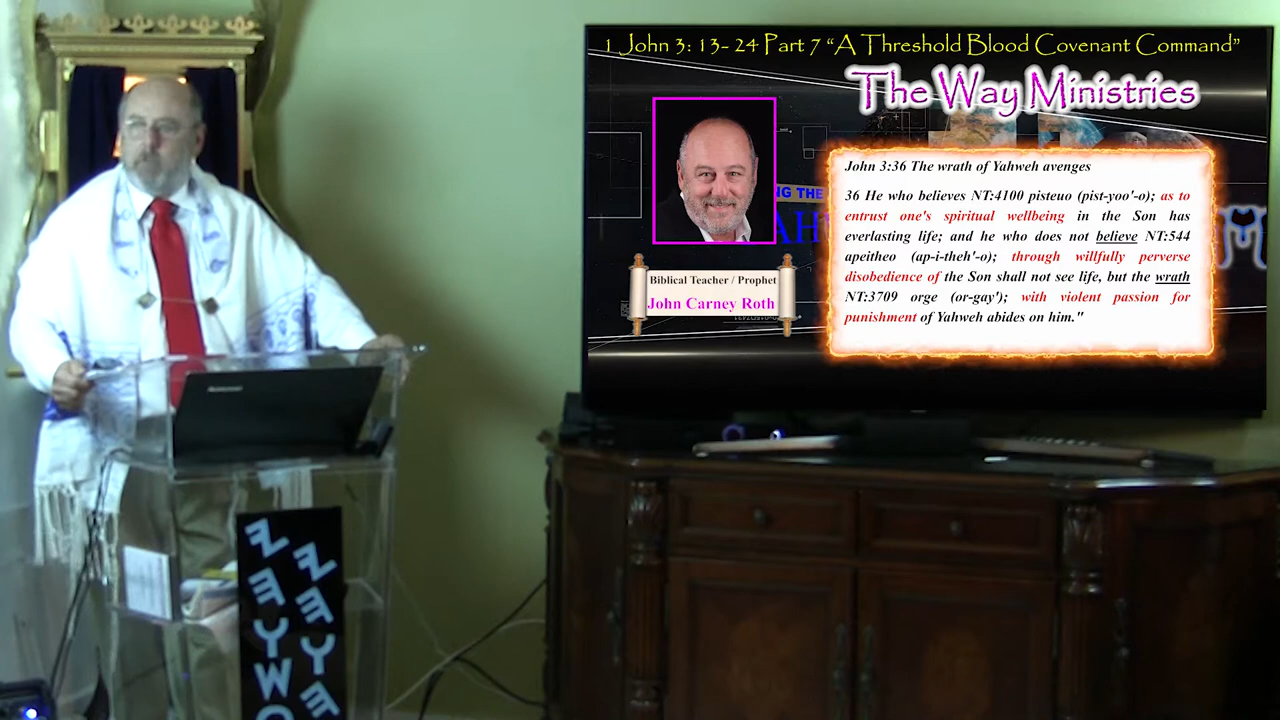 1 John 3: 13- 24 Part 7 “A Threshold Blood Covenant Command”
The Way Ministries
NG THE
AH
Biblical Teacher / Prophet
John Carney Roth
John 3:36 The wrath of Yahweh avenges
36 He who believes NT:4100 pisteuo (pist-yoo'-o); as to
entrust one's spiritual wellbeing in the Son has
everlasting life; and he who does not believe NT:544
apeitheo (ap-i-theh'-o); through willfully perverse
disobedience of the Son shall not see life, but the wrath
NT:3709 orge (or-gay'); with violent passion for
punishment of Yahweh abides on him."